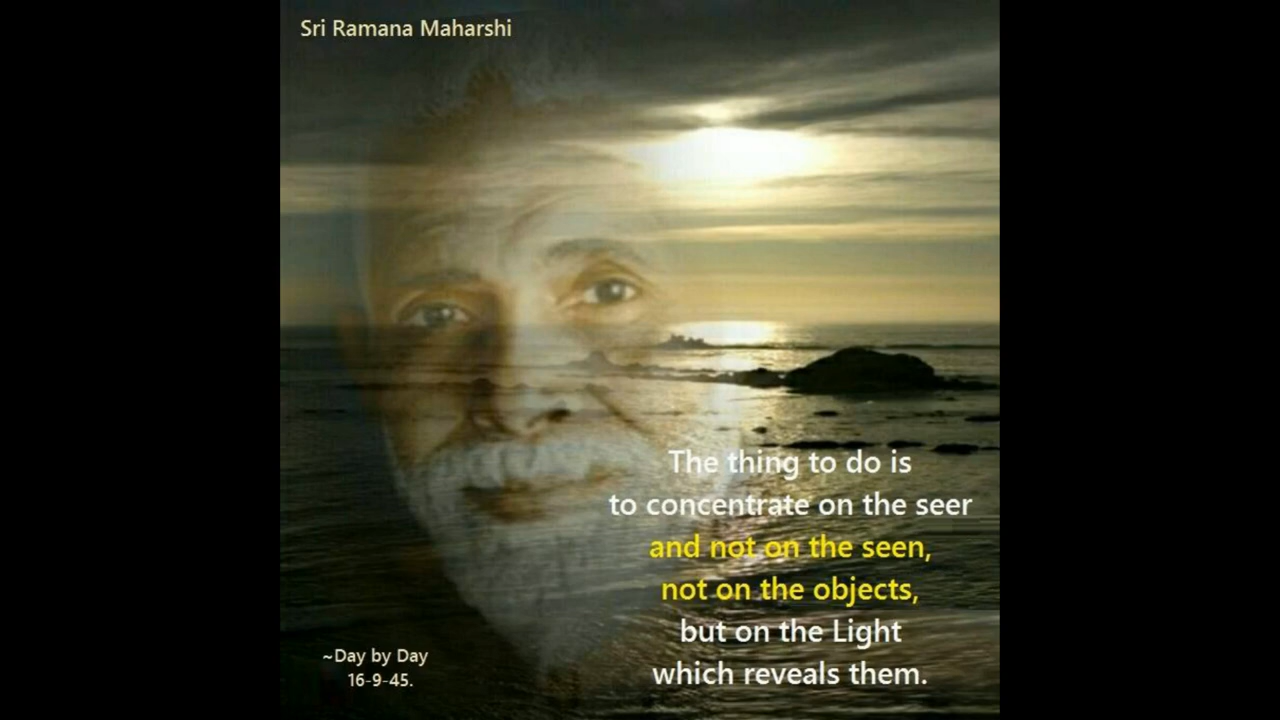 Sri Ramana Maharshi
The thing to do is
to concentrate on the seer
and not on the seen,
not on the objects,
but on the Light
which reveals them.
~Day by Day
16-9-45.